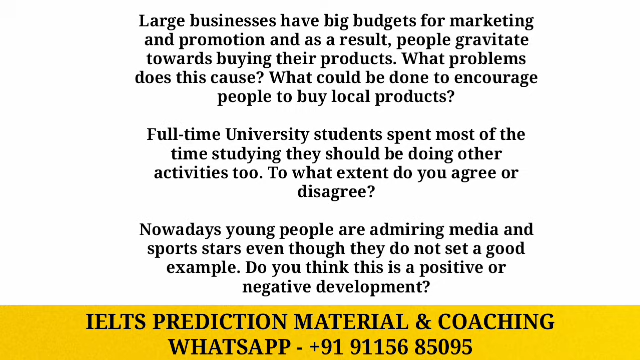 Large businesses have big budgets for marketing
and promotion and as a result, people gravitate
towards buying their products. What problems
does this cause? What could be done to encourage
people to buy local products?
Full-time University students spent most of the
time studying they should be doing other
activities too. To what extent do you agree or
disagree?
Nowadays young people are admiring media and
sports stars even though they do not set a good
example. Do you think this is a positive or
negative development?
IELTS PREDICTION MATERIAL & COACHING
WHATSAPP - +91 91156 85095